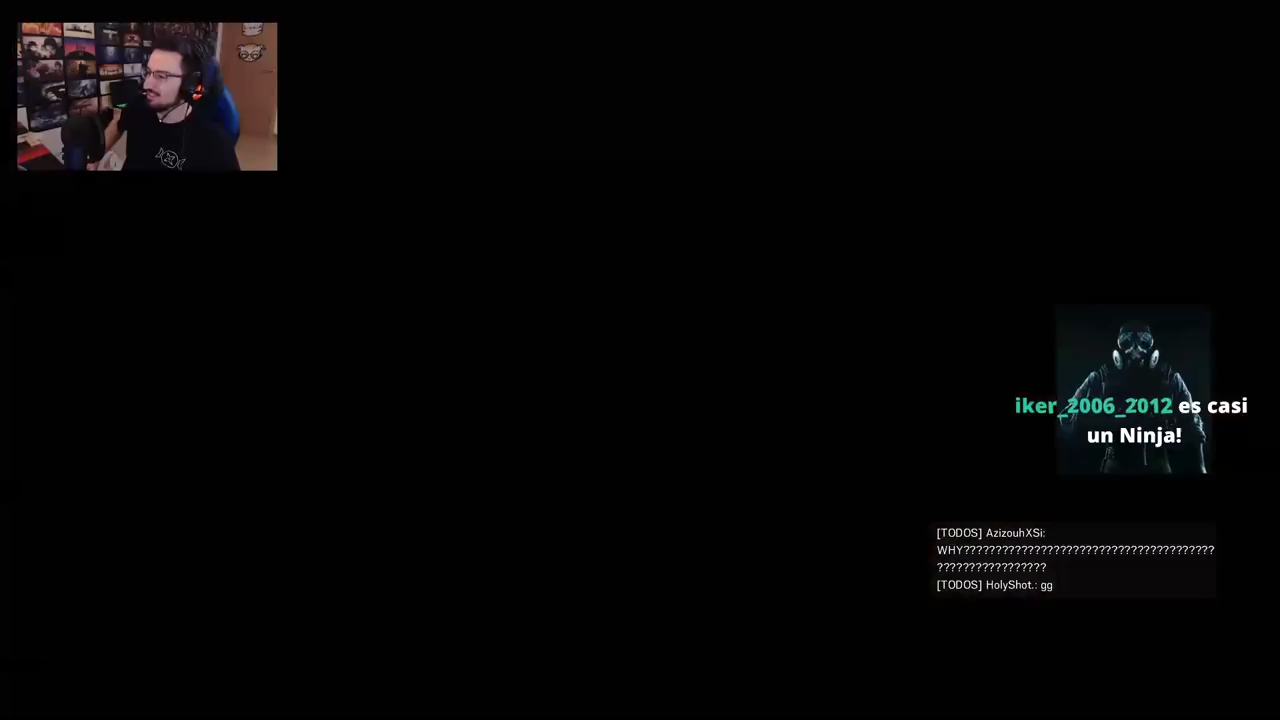 iker_2006_2012 es casi
un Ninja!
[TODOS] AzizouhXSi:
WHY???????????????????????????????????????
?????????????????
[TODOS] HolyShot.: gg